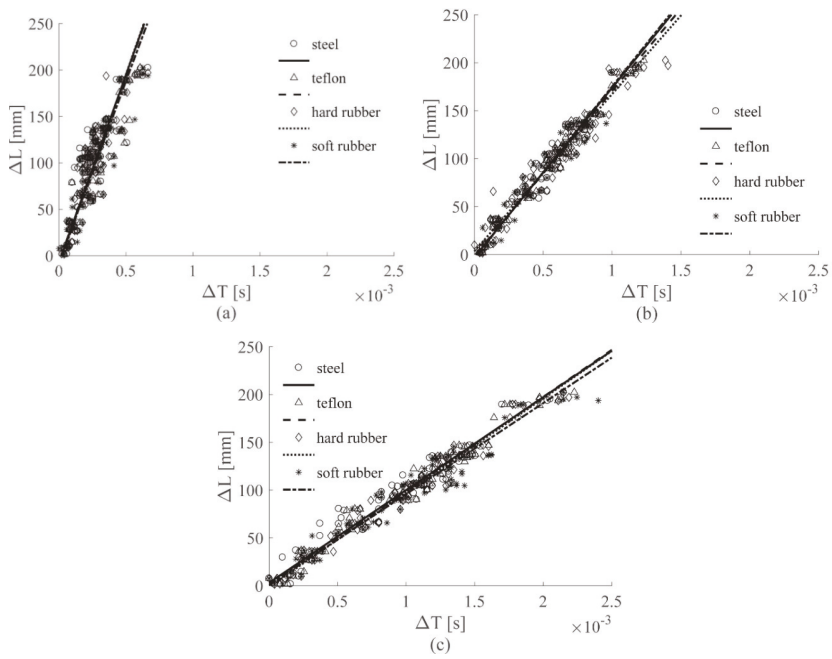 250
200
150
100
50
0
ΔL [mm]
0
0.5
1
1.5
2
2.5
ΔT [s]
×10⁻³
steel
teflon
hard rubber
soft rubber
(a)
250
200
150
100
50
0
ΔL [mm]
0
0.5
1
1.5
2
2.5
ΔT [s]
×10⁻³
steel
teflon
hard rubber
soft rubber
(b)
250
200
150
100
50
0
ΔL [mm]
0
0.5
1
1.5
2
2.5
ΔT [s]
×10⁻³
steel
teflon
hard rubber
soft rubber
(c)